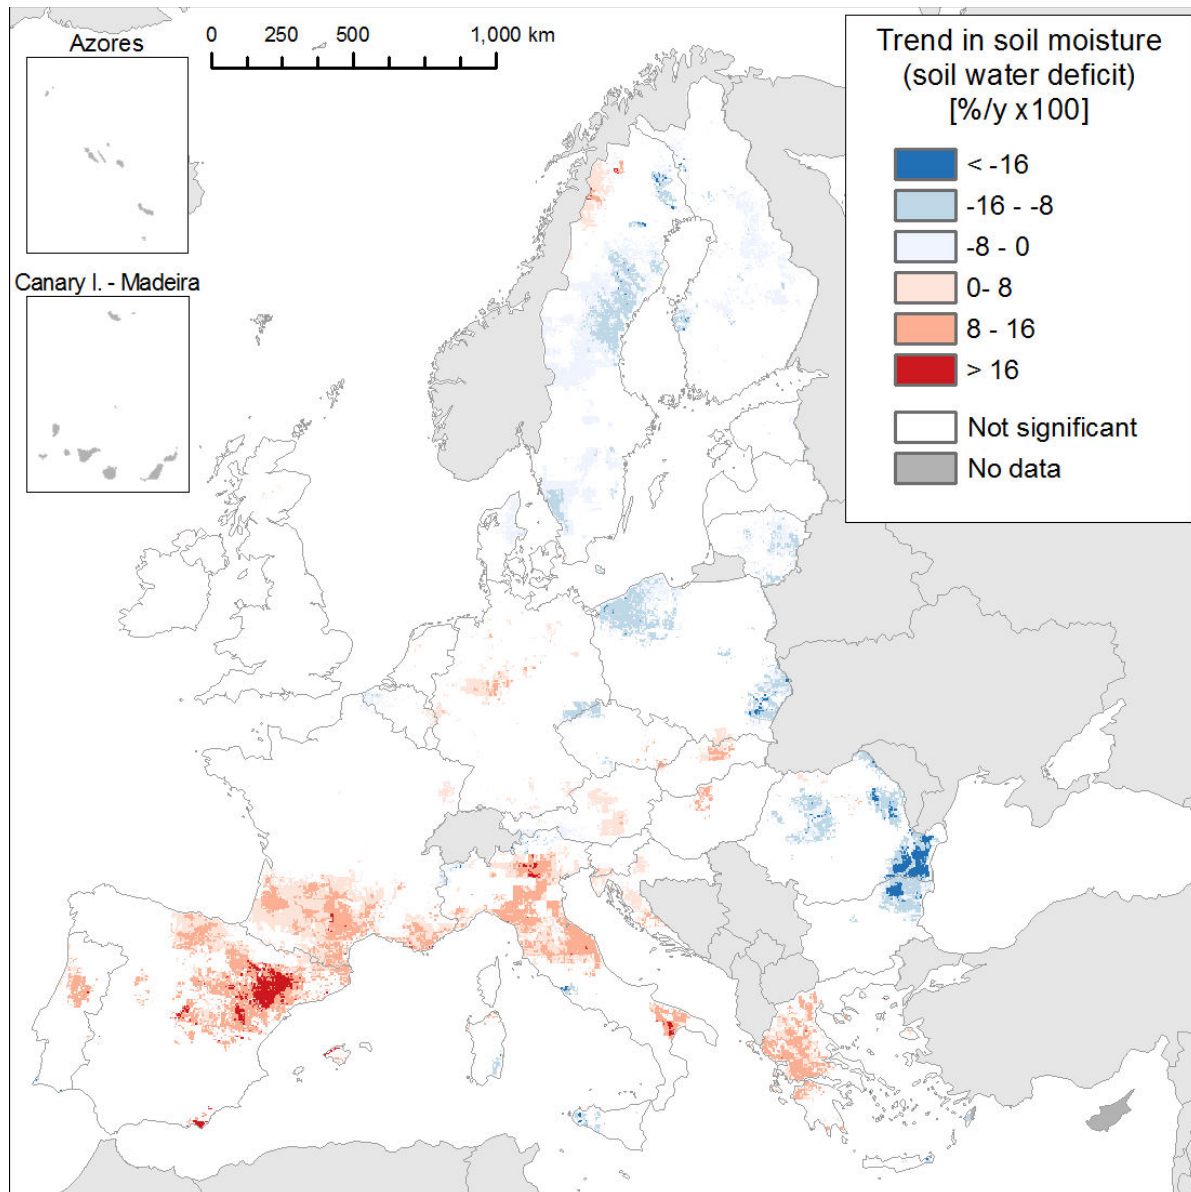 Azores
0 250 500 1,000 km
Canary I. - Madeira
Trend in soil moisture
(soil water deficit)
[%/y x100]
< -16
-16 - -8
-8 - 0
0- 8
8 - 16
> 16
Not significant
No data